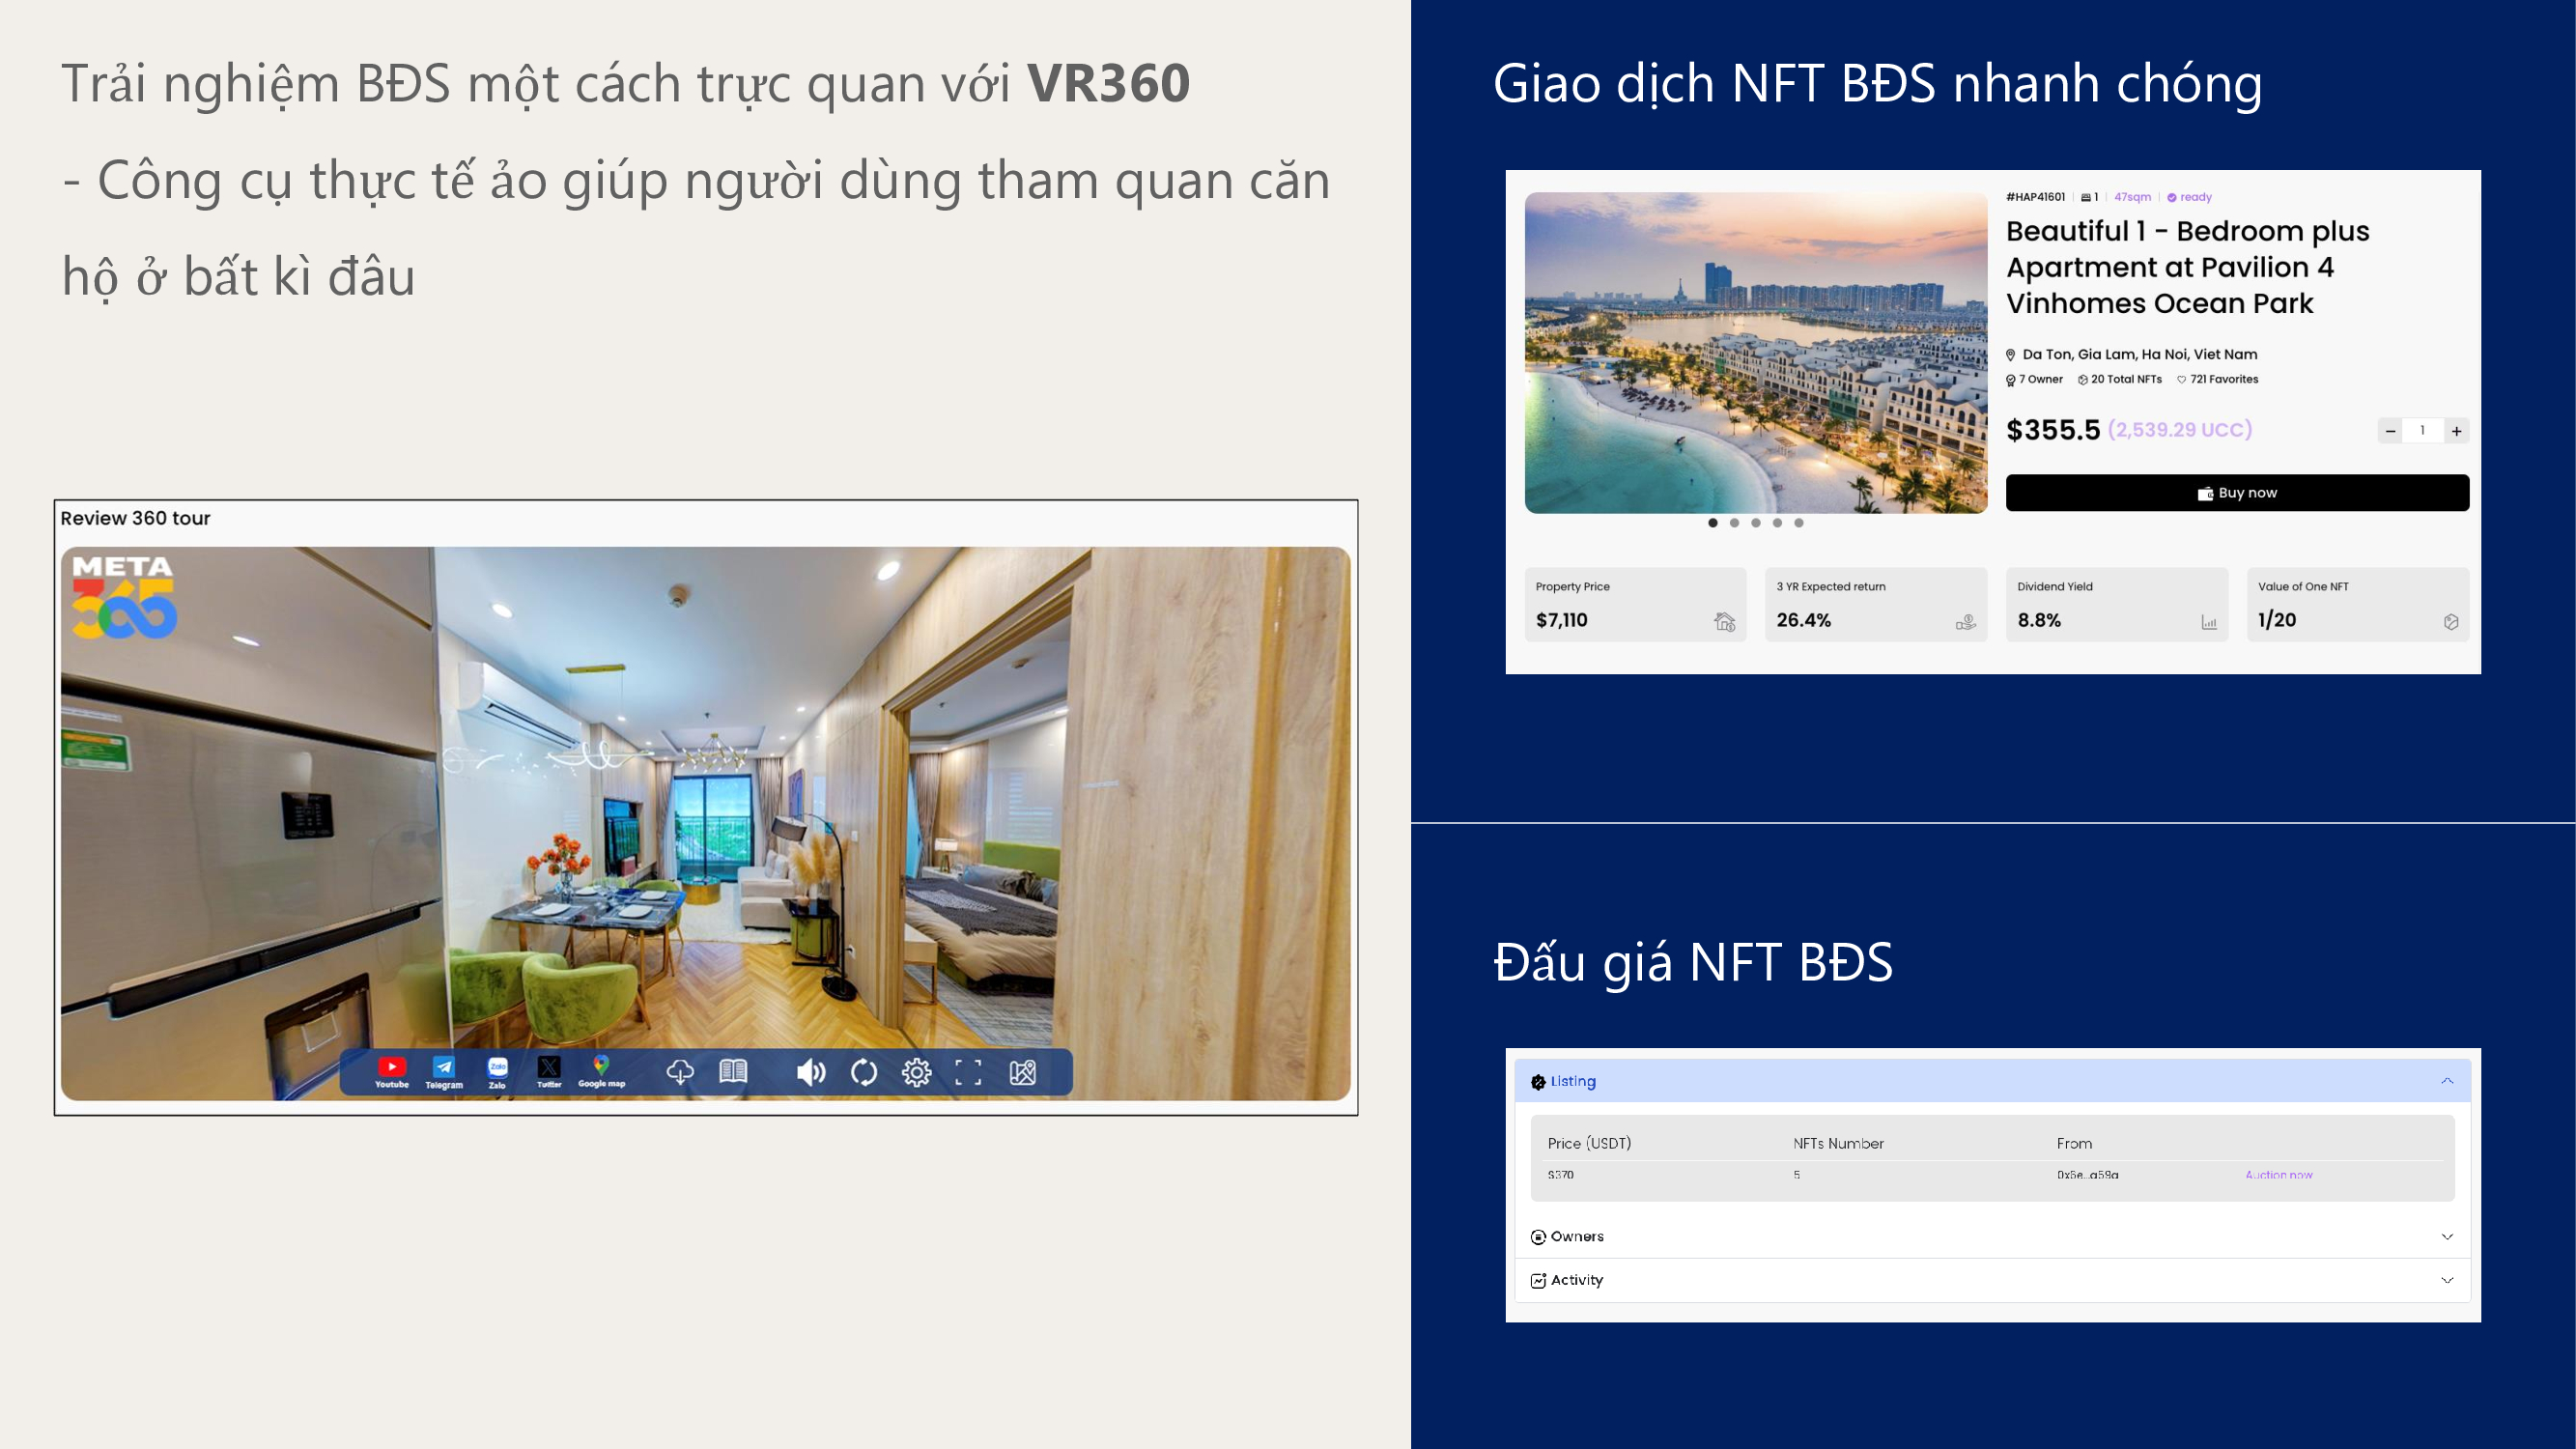 Trải nghiệm BĐS một cách trực quan với VR360
- Công cụ thực tế ảo giúp người dùng tham quan căn
hộ ở bất kì đâu
Review 360 tour
META
365
Youtube
Telegram
Zalo
Zalo
Twitter
Google map
Giao dịch NFT BĐS nhanh chóng
#HAP41601 | 1 | 47sqm | ready
Beautiful 1 - Bedroom plus
Apartment at Pavilion 4
Vinhomes Ocean Park
Da Ton, Gia Lam, Ha Noi, Viet Nam
7 Owner 20 Total NFTs 721 Favorites
$355.5 (2,539.29 UCC)
− 1 +
Buy now
Property Price
$7,110
3 YR Expected return
26.4%
Dividend Yield
8.8%
Value of One NFT
1/20
Đấu giá NFT BĐS
Listing
Price (USDT) NFTs Number From
$370 5 0x6e...a59a Auction now
Owners
Activity